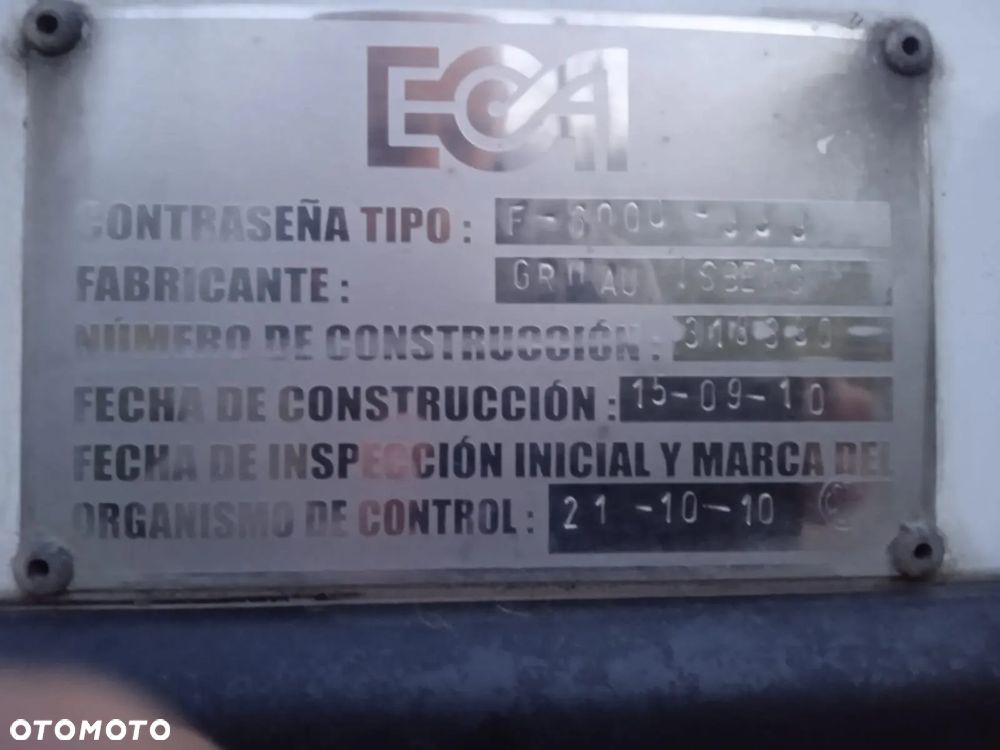 ECA
CONTRASEÑA TIPO :
FABRICANTE :
NÚMERO DE CONSTRUCCIÓN :
FECHA DE CONSTRUCCIÓN : 15-09-10
FECHA DE INSPECCIÓN INICIAL Y MARCA DEL
ORGANISMO DE CONTROL : 21 -10-10
OTOMOTO